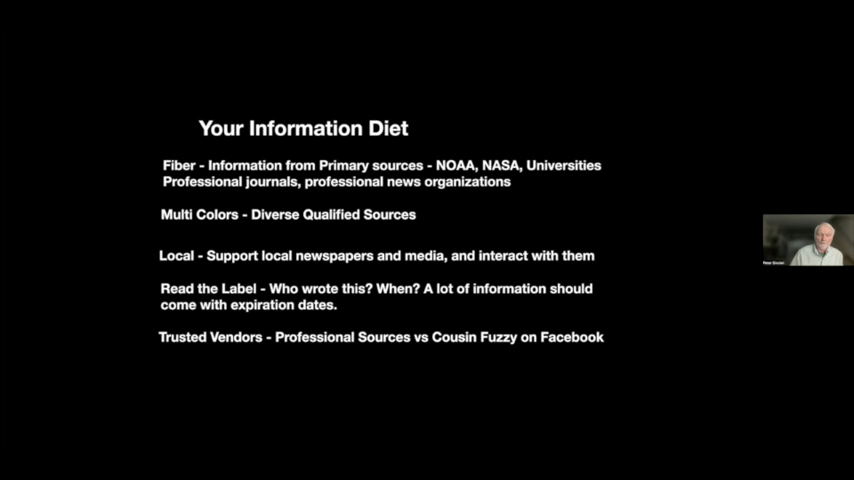 Your Information Diet
Fiber - Information from Primary sources - NOAA, NASA, Universities
Professional journals, professional news organizations
Multi Colors - Diverse Qualified Sources
Local - Support local newspapers and media, and interact with them
Read the Label - Who wrote this? When? A lot of information should
come with expiration dates.
Trusted Vendors - Professional Sources vs Cousin Fuzzy on Facebook
Peter